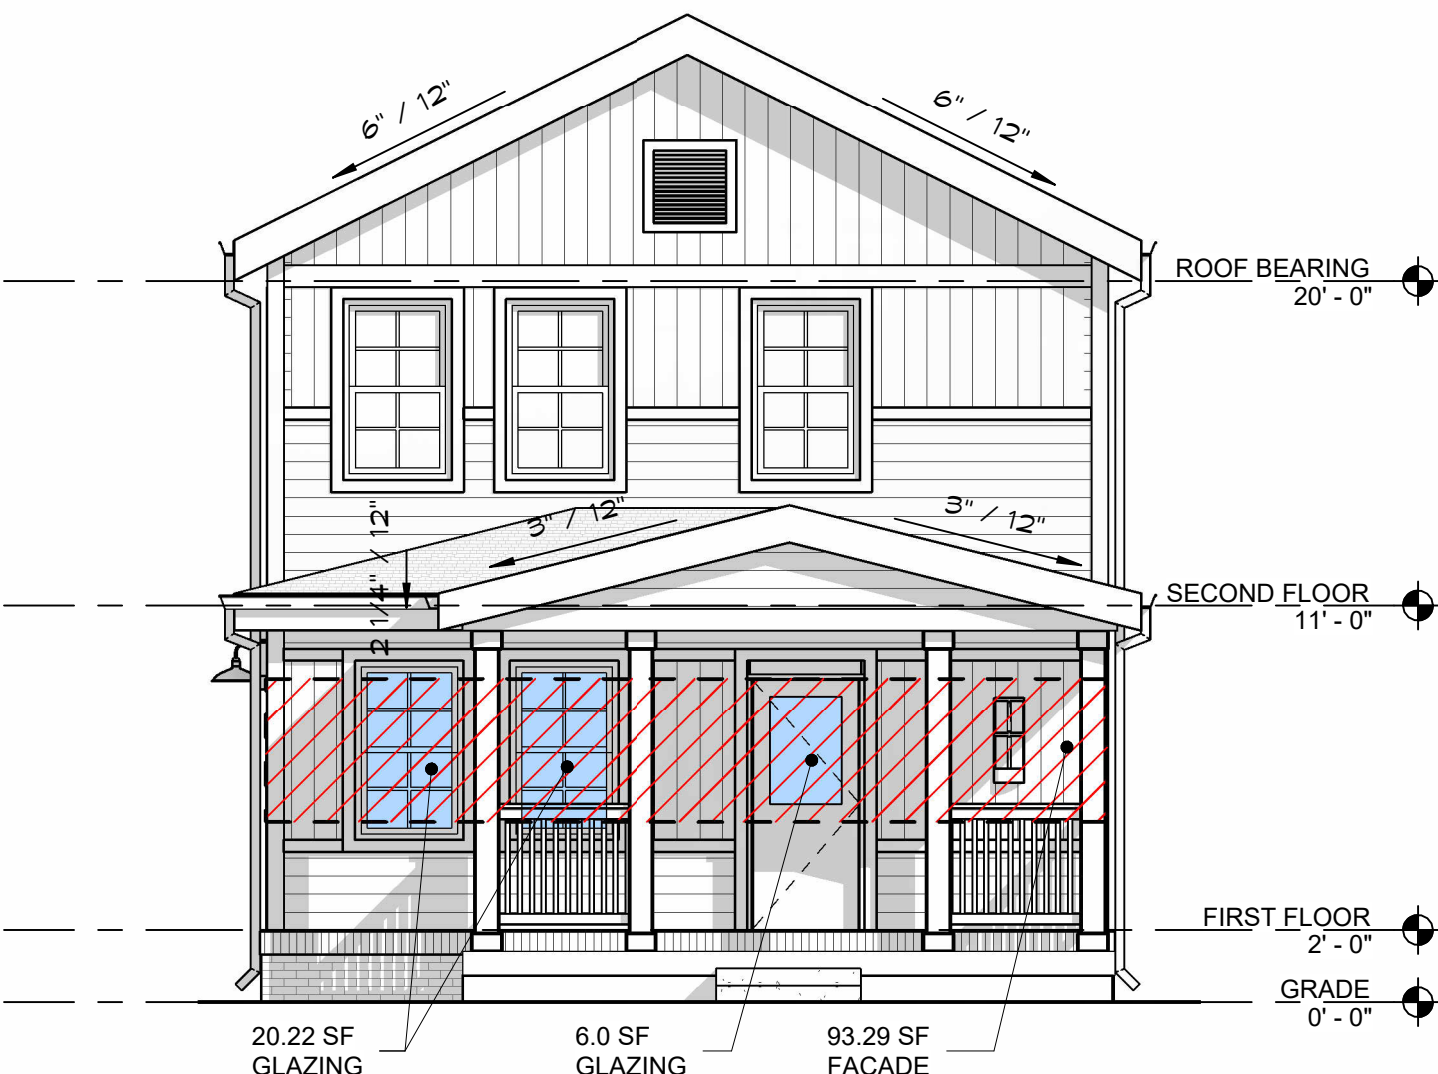 6" / 12"
6" / 12"
ROOF BEARING
20' - 0"
2 1/4" / 12"
3" / 12"
3" / 12"
SECOND FLOOR
11' - 0"
FIRST FLOOR
2' - 0"
GRADE
0' - 0"
20.22 SF
GLAZING
6.0 SF
GLAZING
93.29 SF
FACADE